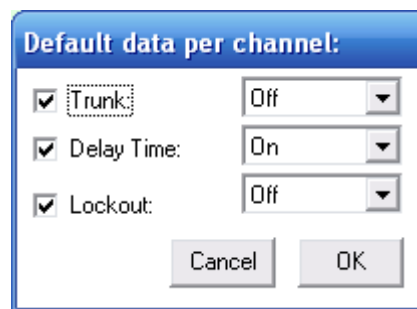 Default data per channel:
Trunk: Off
Delay Time: On
Lockout: Off
Cancel OK